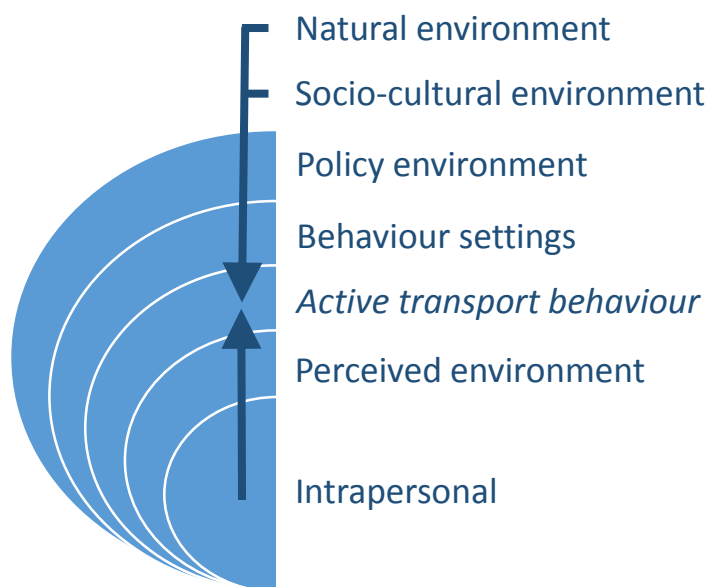 Natural environment
Socio-cultural environment
Policy environment
Behaviour settings
Active transport behaviour
Perceived environment
Intrapersonal